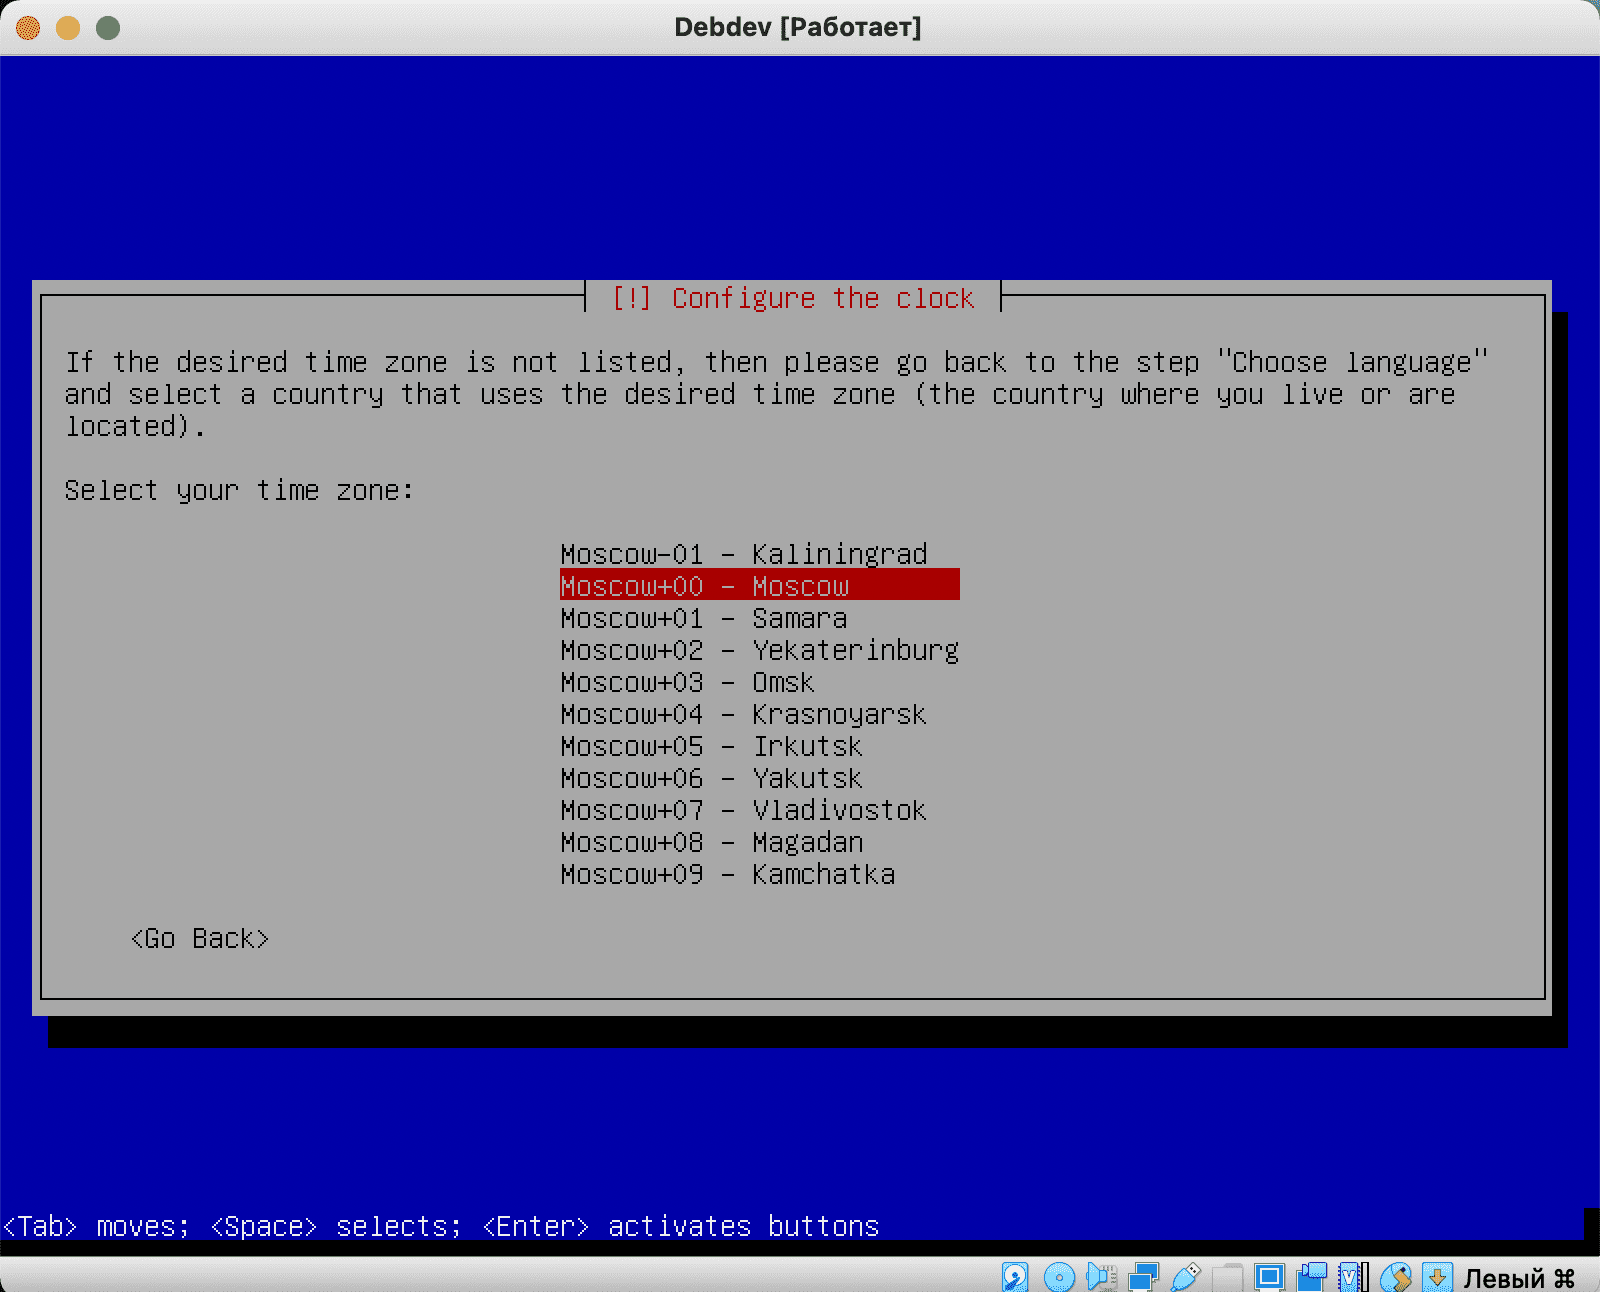 Debdev [Работает]
[!] Configure the clock
If the desired time zone is not listed, then please go back to the step "Choose language"
and select a country that uses the desired time zone (the country where you live or are
located).
Select your time zone:
Moscow-01 - Kaliningrad
Moscow+00 - Moscow
Moscow+01 - Samara
Moscow+02 - Yekaterinburg
Moscow+03 - Omsk
Moscow+04 - Krasnoyarsk
Moscow+05 - Irkutsk
Moscow+06 - Yakutsk
Moscow+07 - Vladivostok
Moscow+08 - Magadan
Moscow+09 - Kamchatka
<Go Back>
<Tab> moves; <Space> selects; <Enter> activates buttons
Левый ⌘